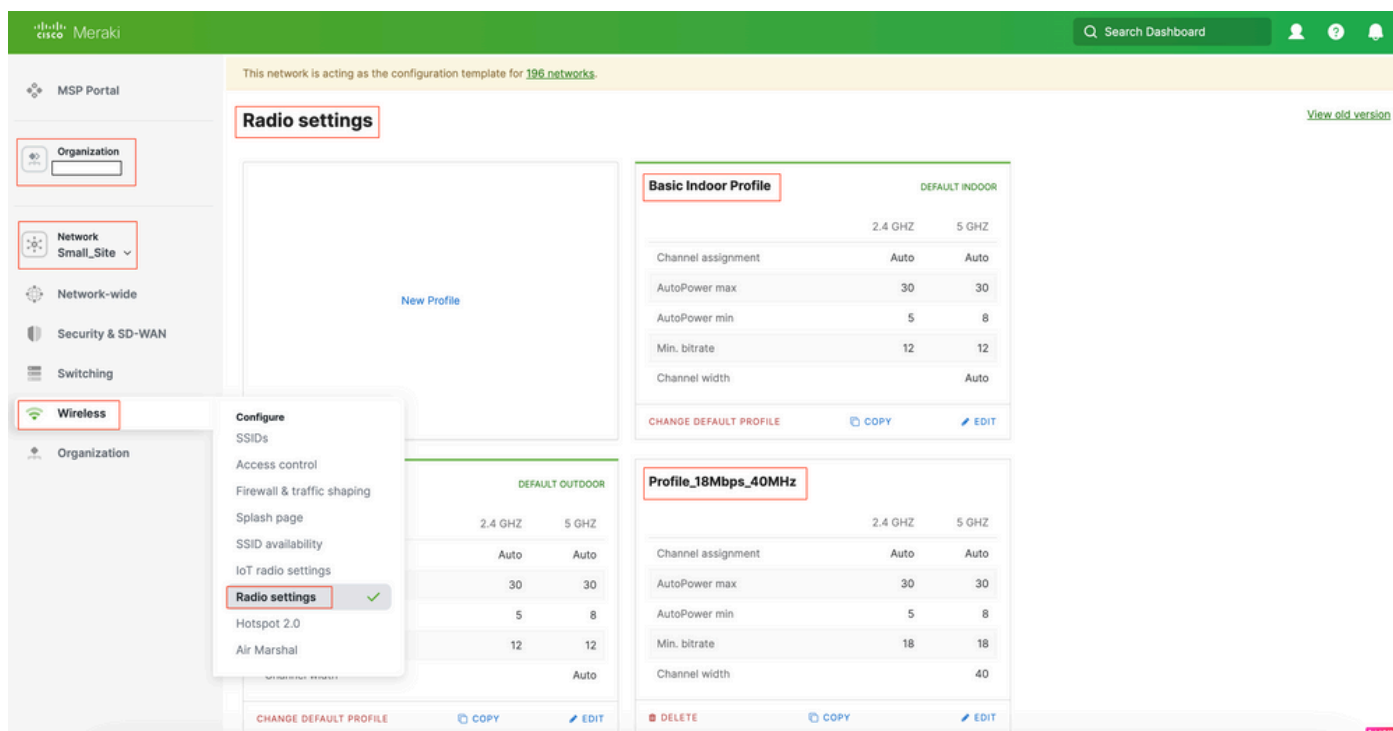 cisco Meraki
Search Dashboard
MSP Portal
This network is acting as the configuration template for 196 networks.
Radio settings
View old version
Organization
Network
Small_Site
Network-wide
Security & SD-WAN
Switching
Wireless
Organization
Configure
SSIDs
Access control
Firewall & traffic shaping
Splash page
SSID availability
IoT radio settings
Radio settings
Hotspot 2.0
Air Marshal
New Profile
Basic Indoor Profile DEFAULT INDOOR
2.4 GHZ 5 GHZ
Channel assignment Auto Auto
AutoPower max 30 30
AutoPower min 5 8
Min. bitrate 12 12
Channel width Auto
CHANGE DEFAULT PROFILE COPY EDIT
DEFAULT OUTDOOR
2.4 GHZ 5 GHZ
Auto Auto
30 30
5 8
12 12
Channel width Auto
CHANGE DEFAULT PROFILE COPY EDIT
Profile_18Mbps_40MHz
2.4 GHZ 5 GHZ
Channel assignment Auto Auto
AutoPower max 30 30
AutoPower min 5 8
Min. bitrate 18 18
Channel width 40
DELETE COPY EDIT